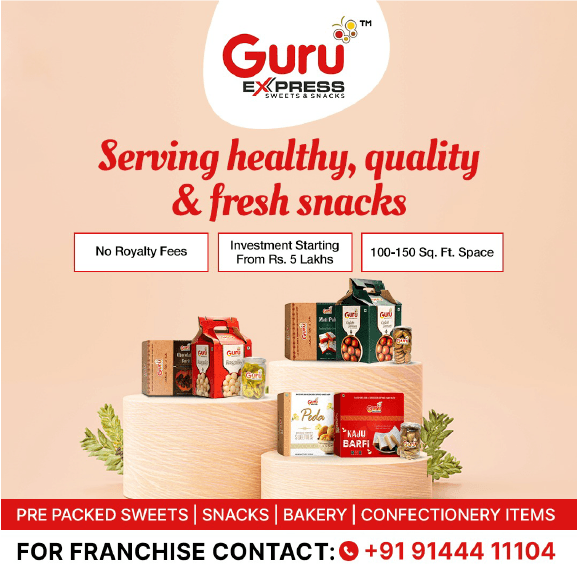 Guru TM
EXPRESS
SWEETS & SNACKS
Serving healthy, quality
& fresh snacks
No Royalty Fees
Investment Starting
From Rs. 5 Lakhs
100-150 Sq. Ft. Space
Guru
Guru
Guru
Peda
Guru
KAJU
BARFI
PRE PACKED SWEETS | SNACKS | BAKERY | CONFECTIONERY ITEMS
FOR FRANCHISE CONTACT: +91 91444 11104